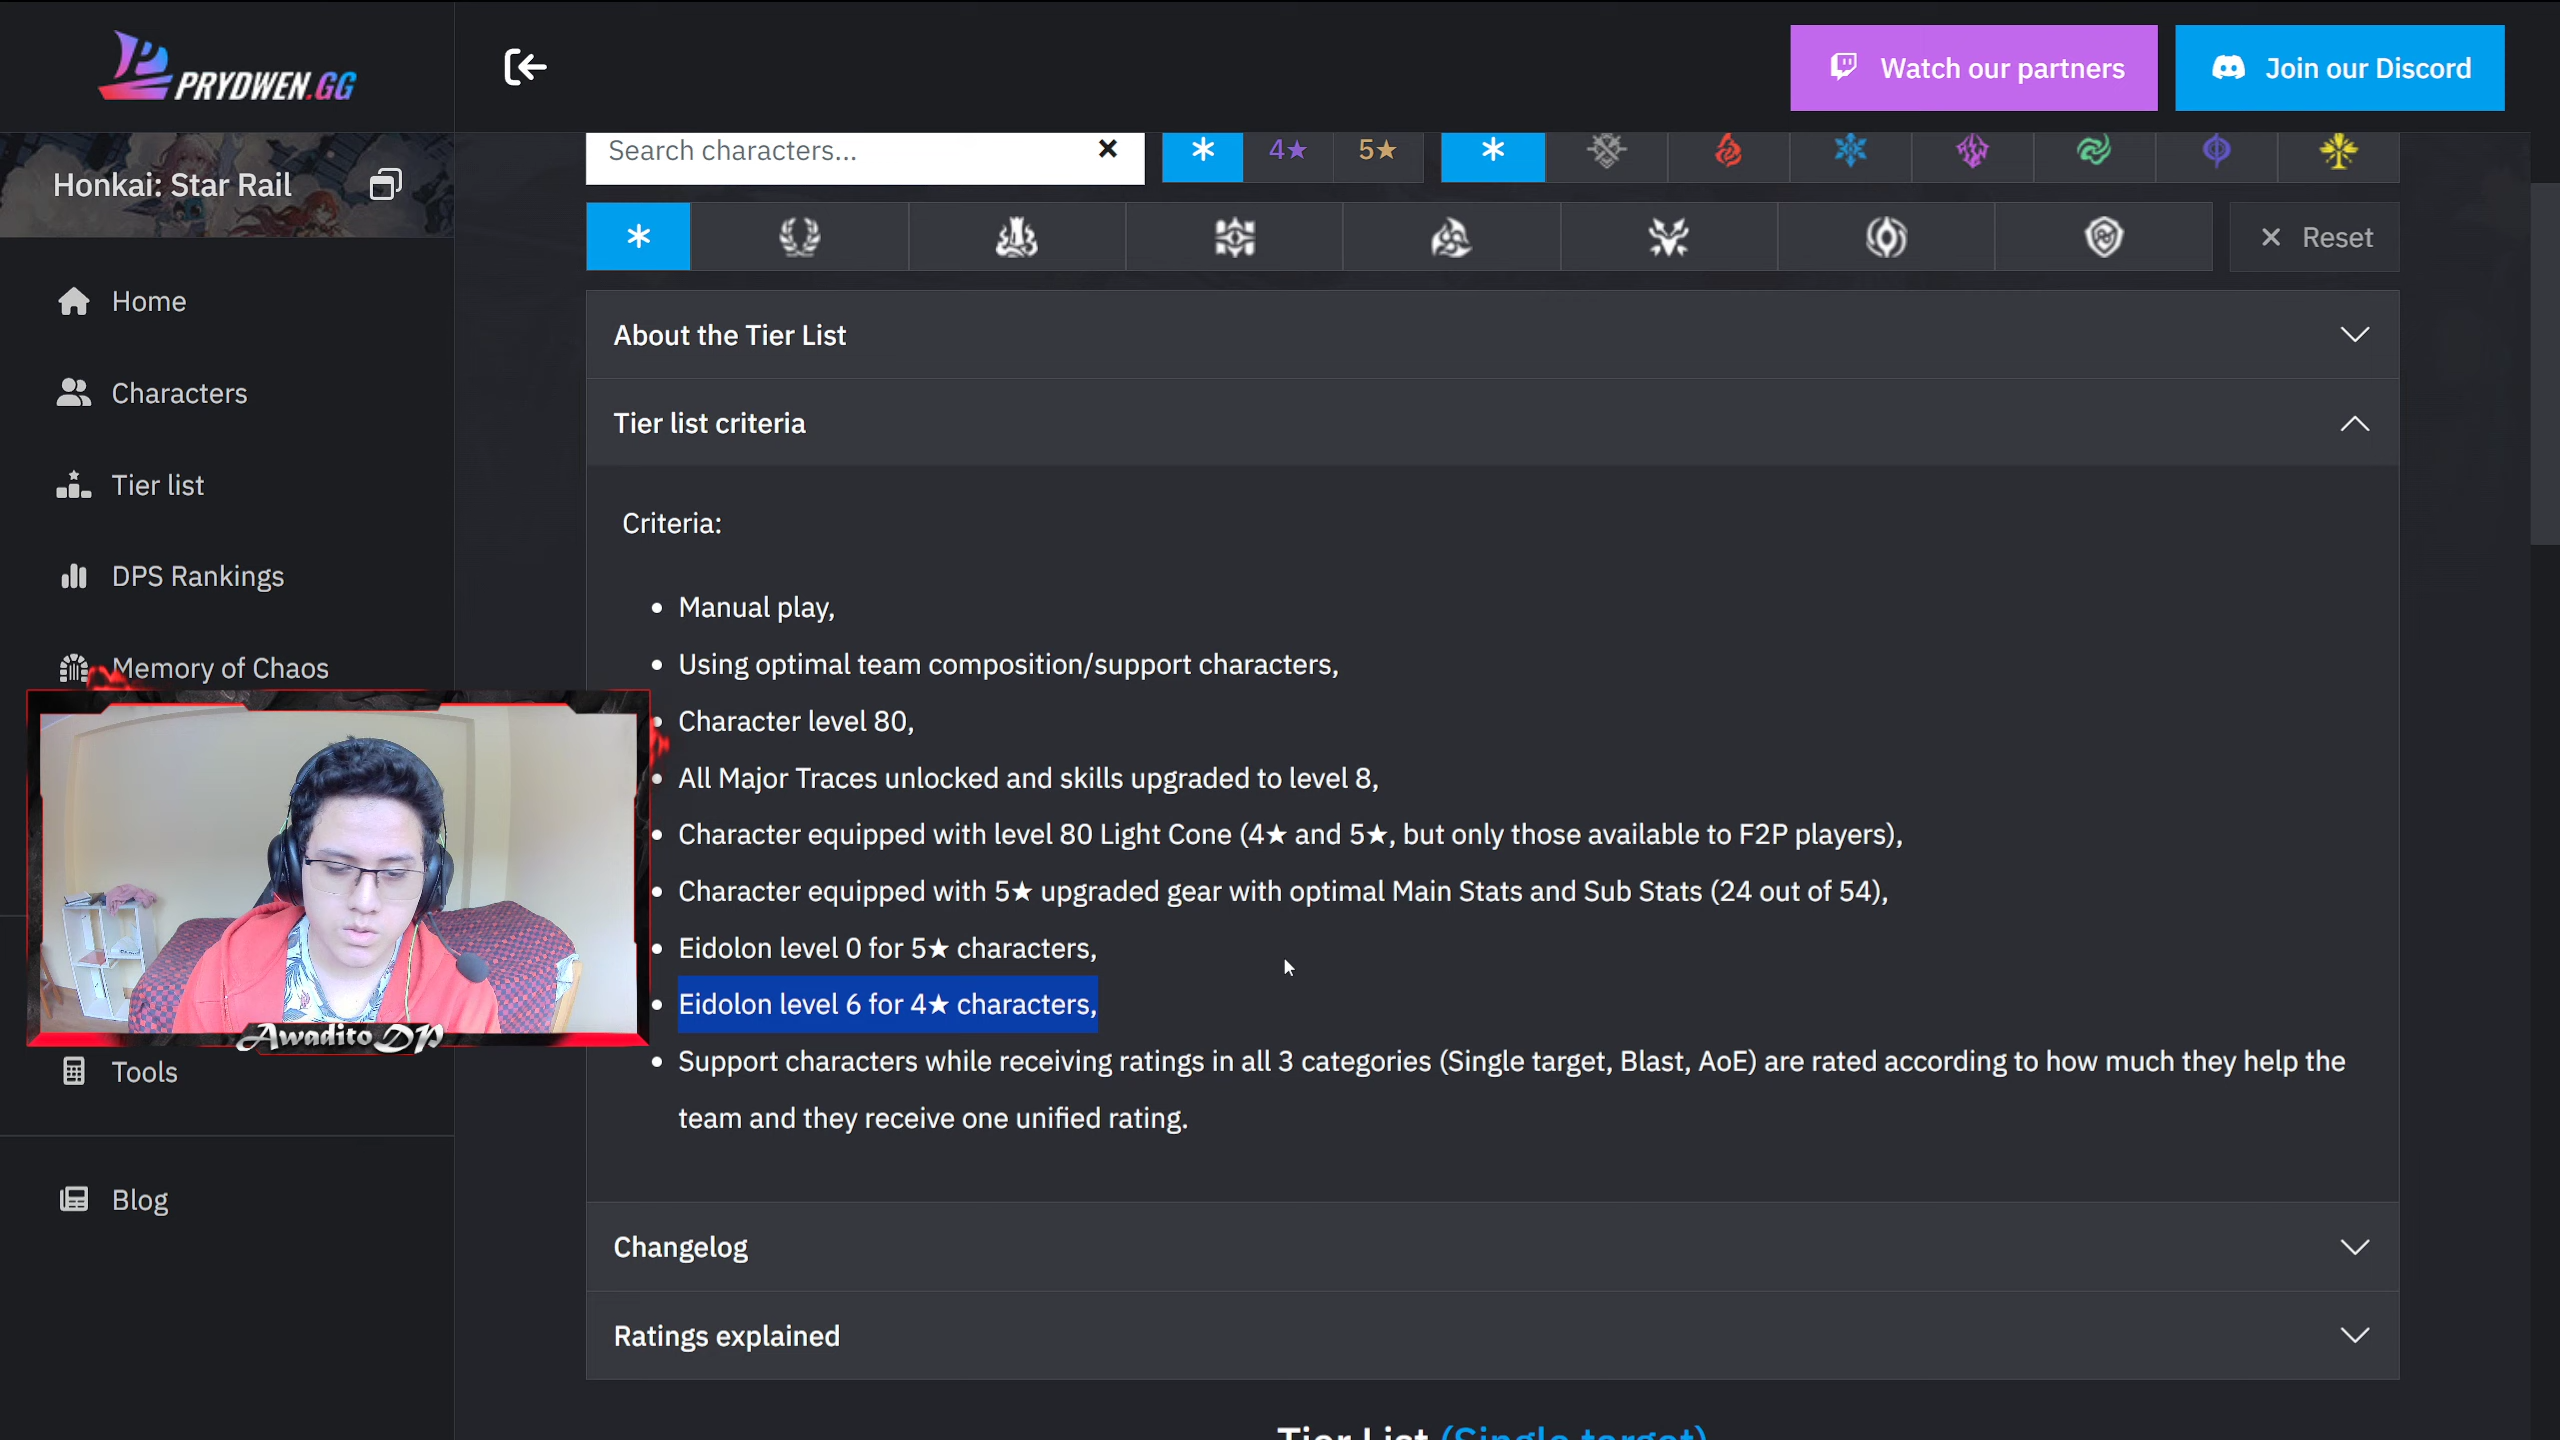 PRYDWEN.GG
Watch our partners
Join our Discord
Honkai: Star Rail
Search characters...
4★
5★
Reset
Home
Characters
Tier list
DPS Rankings
Memory of Chaos
Tools
Blog
About the Tier List
Tier list criteria
Criteria:
Manual play,
Using optimal team composition/support characters,
Character level 80,
All Major Traces unlocked and skills upgraded to level 8,
Character equipped with level 80 Light Cone (4★ and 5★, but only those available to F2P players),
Character equipped with 5★ upgraded gear with optimal Main Stats and Sub Stats (24 out of 54),
Eidolon level 0 for 5★ characters,
Eidolon level 6 for 4★ characters,
Support characters while receiving ratings in all 3 categories (Single target, Blast, AoE) are rated according to how much they help the
team and they receive one unified rating.
Awadito DP
Changelog
Ratings explained
Tier List (Single target)